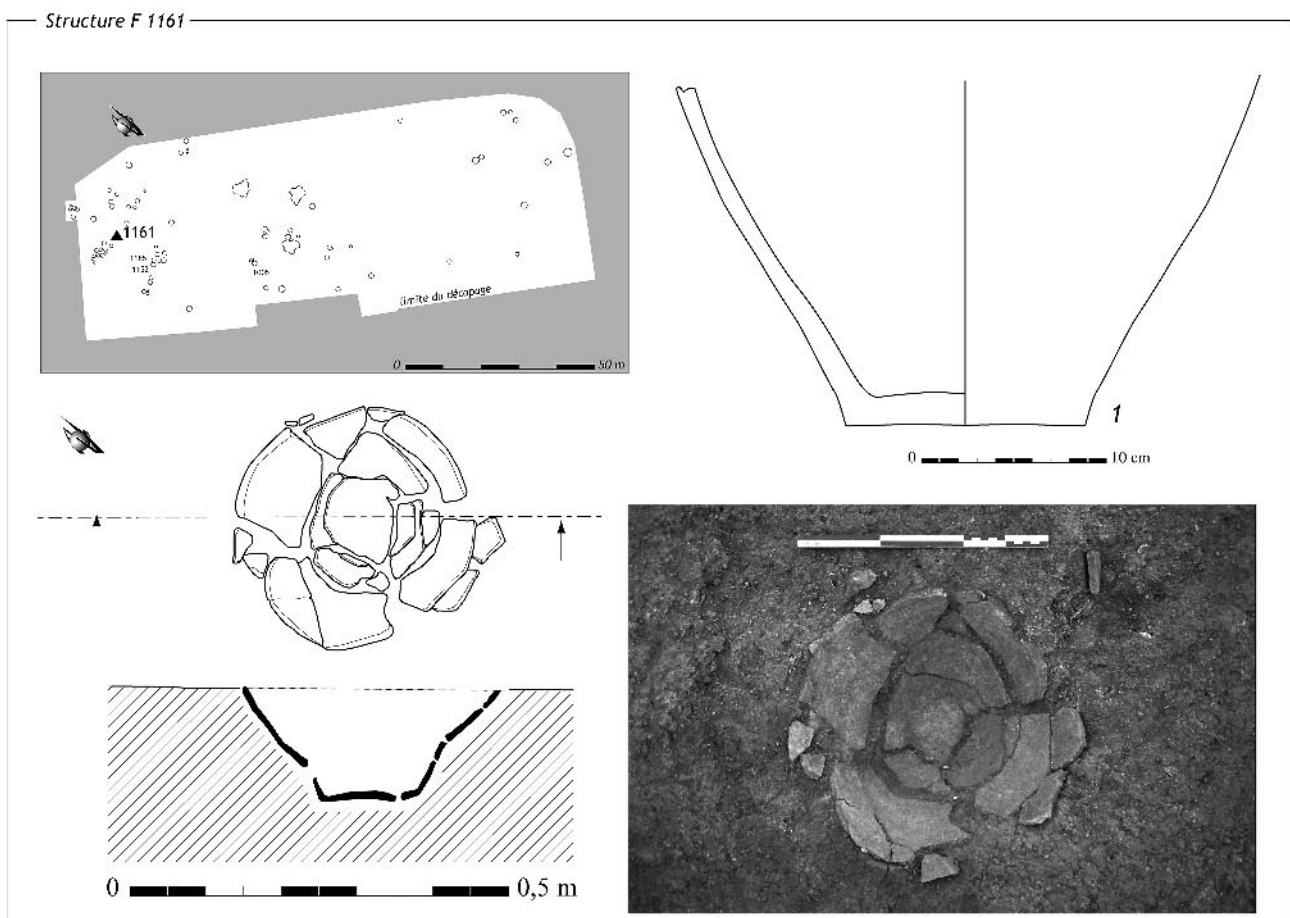 Structure F 1161
1161
limite du décapage
0 50 m
1
0 10 cm
0 0,5 m